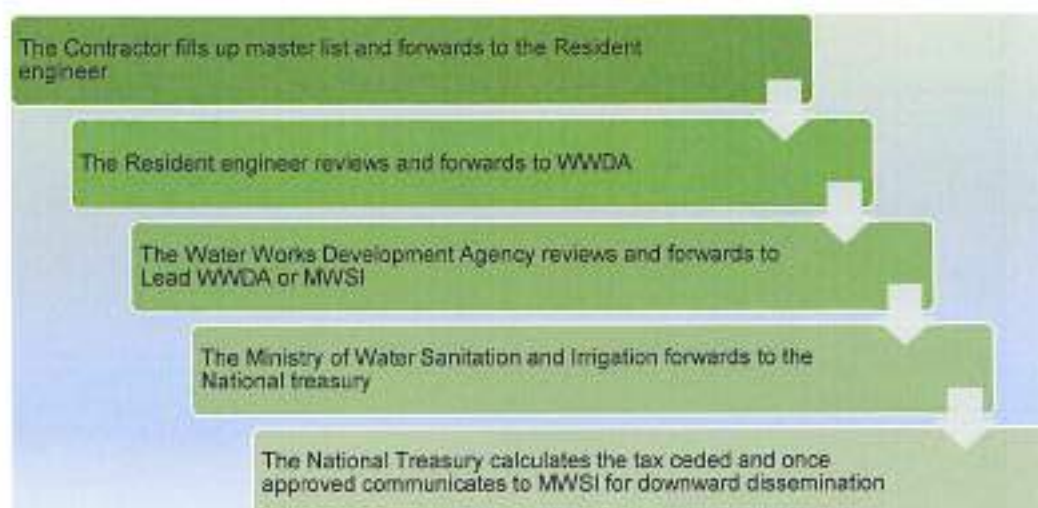 The Contractor fills up master list and forwards to the Resident
engineer
The Resident engineer reviews and forwards to WWDA
The Water Works Development Agency reviews and forwards to
Lead WWDA or MWSI
The Ministry of Water Sanitation and Irrigation forwards to the
National treasury
The National Treasury calculates the tax ceded and once
approved communicates to MWSI for downward dissemination